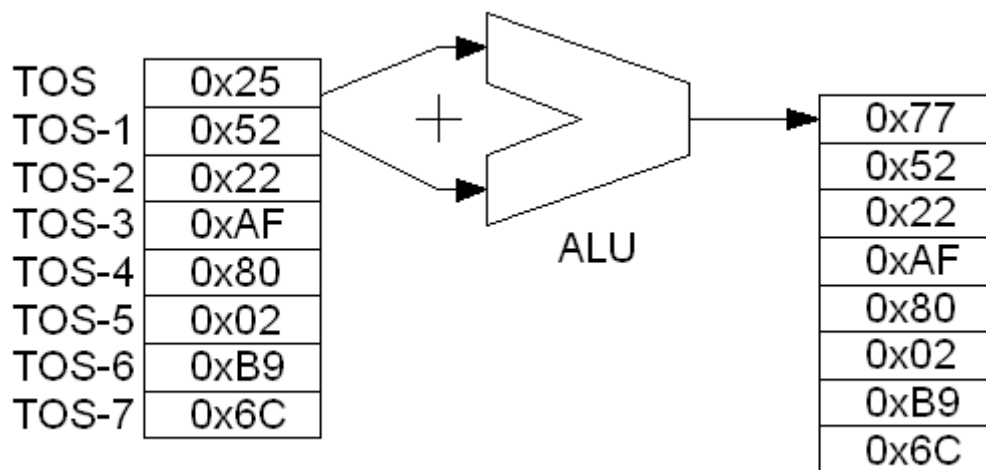 TOS 0x25
TOS-1 0x52
TOS-2 0x22
TOS-3 0xAF
TOS-4 0x80
TOS-5 0x02
TOS-6 0xB9
TOS-7 0x6C
+
ALU
0x77
0x52
0x22
0xAF
0x80
0x02
0xB9
0x6C